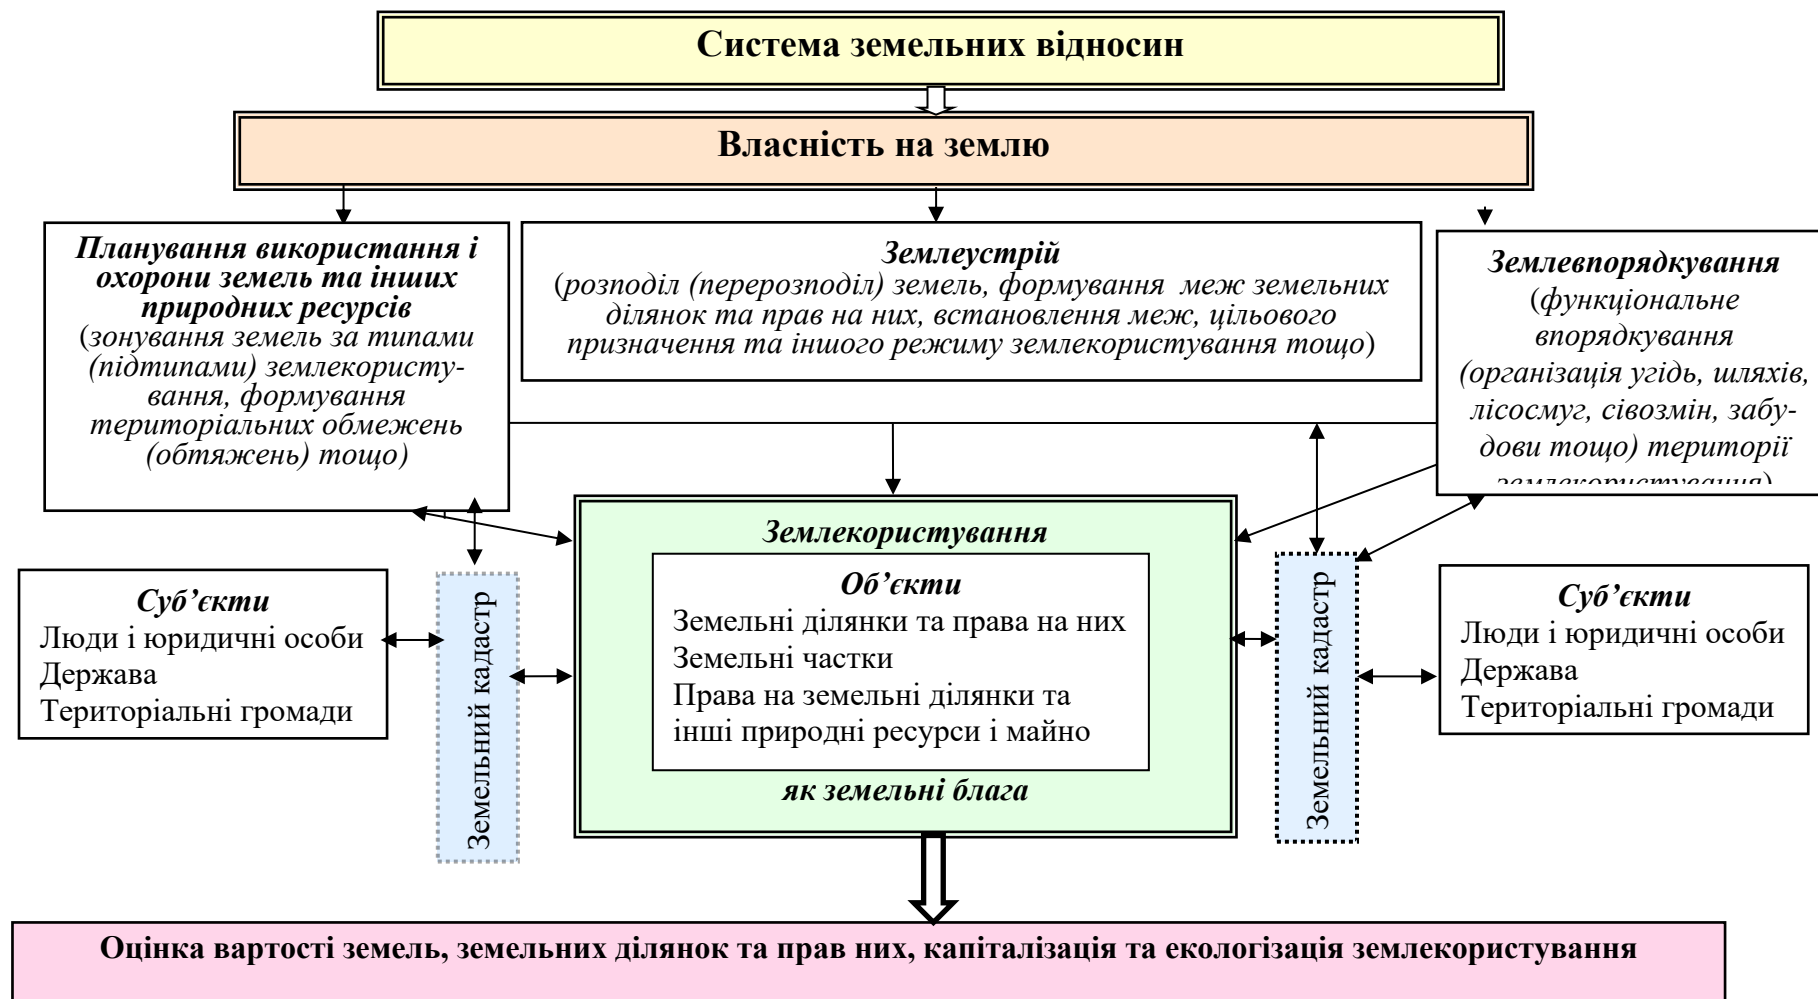 Система земельних відносин
Власність на землю
Планування використання і
охорони земель та інших
природних ресурсів
(зонування земель за типами
(підтипами) землекористу-
вання, формування
територіальних обмежень
(обтяжень) тощо)
Землеустрій
(розподіл (перерозподіл) земель, формування меж земельних
ділянок та прав на них, встановлення меж, цільового
призначення та іншого режиму землекористування тощо)
Землевпорядкування
(функціональне
впорядкування
(організація угідь, шляхів,
лісосмуг, сівозмін, забу-
дови тощо) території
землекористування)
Суб’єкти
Люди і юридичні особи
Держава
Територіальні громади
Земельний кадастр
Землекористування
Об’єкти
Земельні ділянки та права на них
Земельні частки
Права на земельні ділянки та
інші природні ресурси і майно
як земельні блага
Земельний кадастр
Суб’єкти
Люди і юридичні особи
Держава
Територіальні громади
Оцінка вартості земель, земельних ділянок та прав них, капіталізація та екологізація землекористування